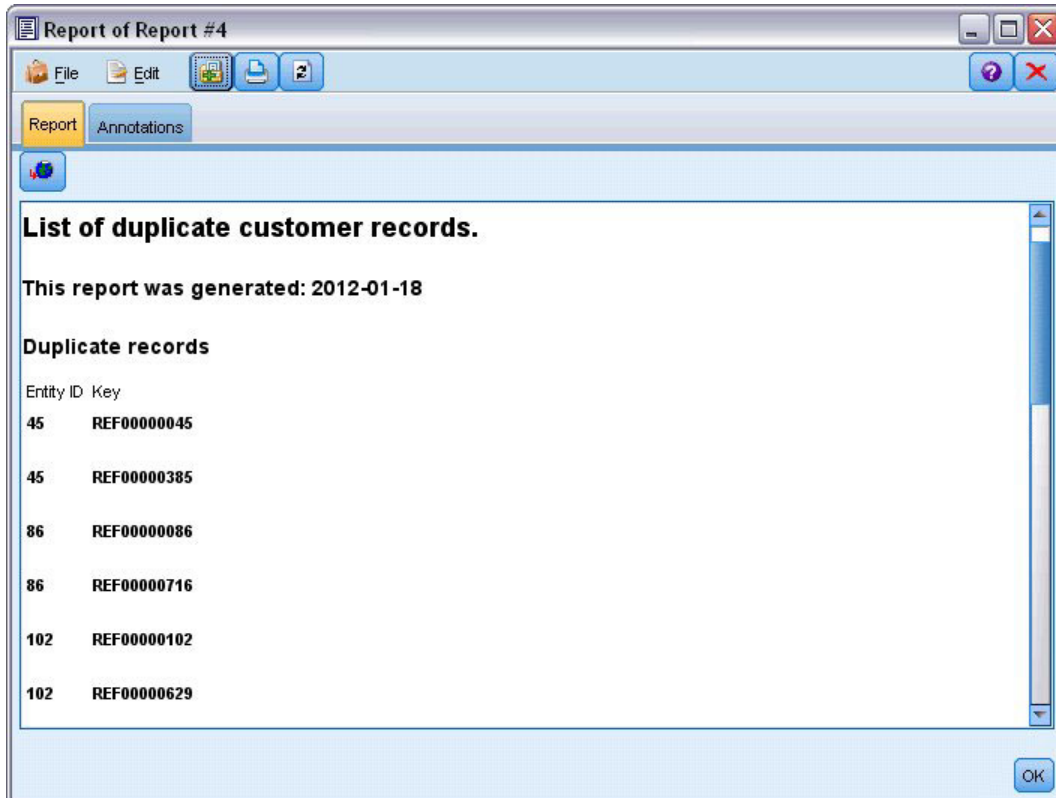 Report of Report #4
File Edit
Report Annotations
List of duplicate customer records.
This report was generated: 2012-01-18
Duplicate records
Entity ID Key
45 REF00000045
45 REF00000385
86 REF00000086
86 REF00000716
102 REF00000102
102 REF00000629
OK